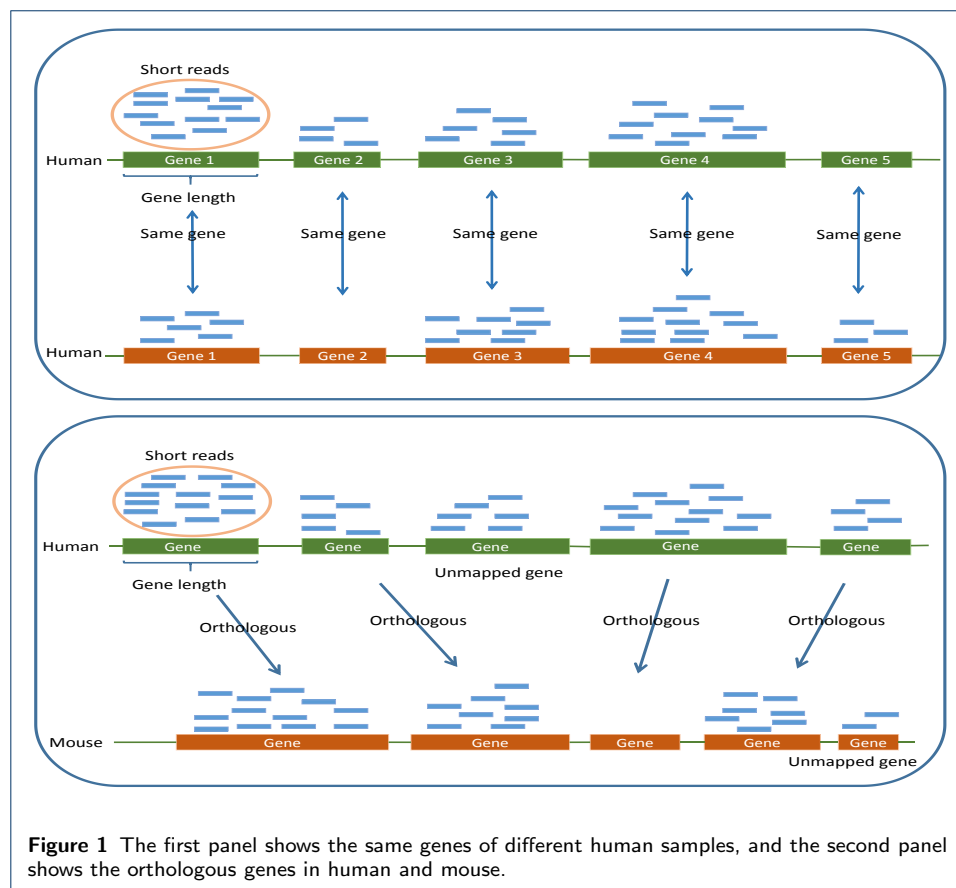 Short reads
Human
Gene 1
Gene 2
Gene 3
Gene 4
Gene 5
Gene length
Same gene
Same gene
Same gene
Same gene
Same gene
Human
Gene 1
Gene 2
Gene 3
Gene 4
Gene 5
Short reads
Human
Gene
Gene
Gene
Gene
Gene
Gene length
Unmapped gene
Orthologous
Orthologous
Orthologous
Orthologous
Mouse
Gene
Gene
Gene
Gene
Gene
Unmapped gene
Figure 1 The first panel shows the same genes of different human samples, and the second panel
shows the orthologous genes in human and mouse.